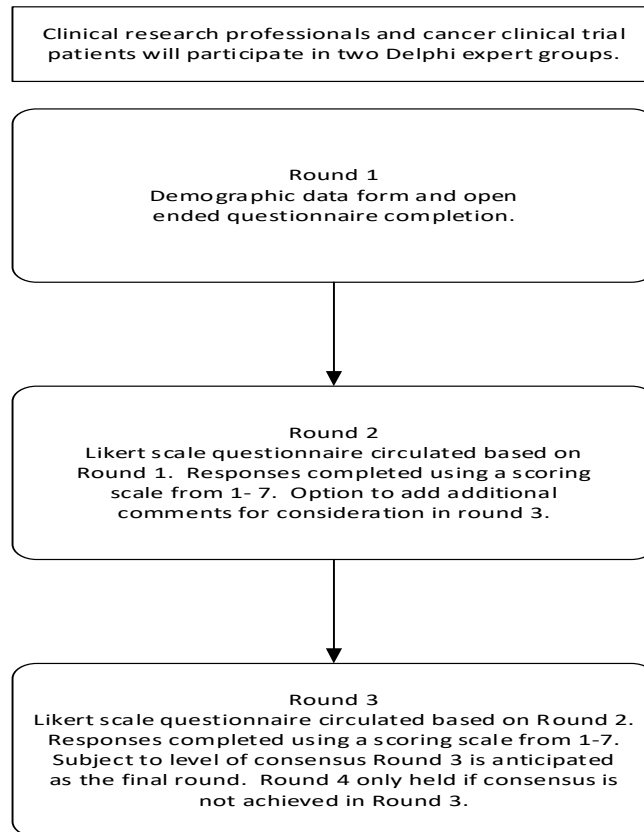 Clinical research professionals and cancer clinical trial
patients will participate in two Delphi expert groups.
Round 1
Demographic data form and open
ended questionnaire completion.
Round 2
Likert scale questionnaire circulated based on
Round 1.  Responses completed using a scoring
scale from 1- 7.  Option to add additional
comments for consideration in round 3.
Round 3
Likert scale questionnaire circulated based on Round 2.
Responses completed using a scoring scale from 1-7.
Subject to level of consensus Round 3 is anticipated
as the final round.  Round 4 only held if consensus is
not achieved in Round 3.